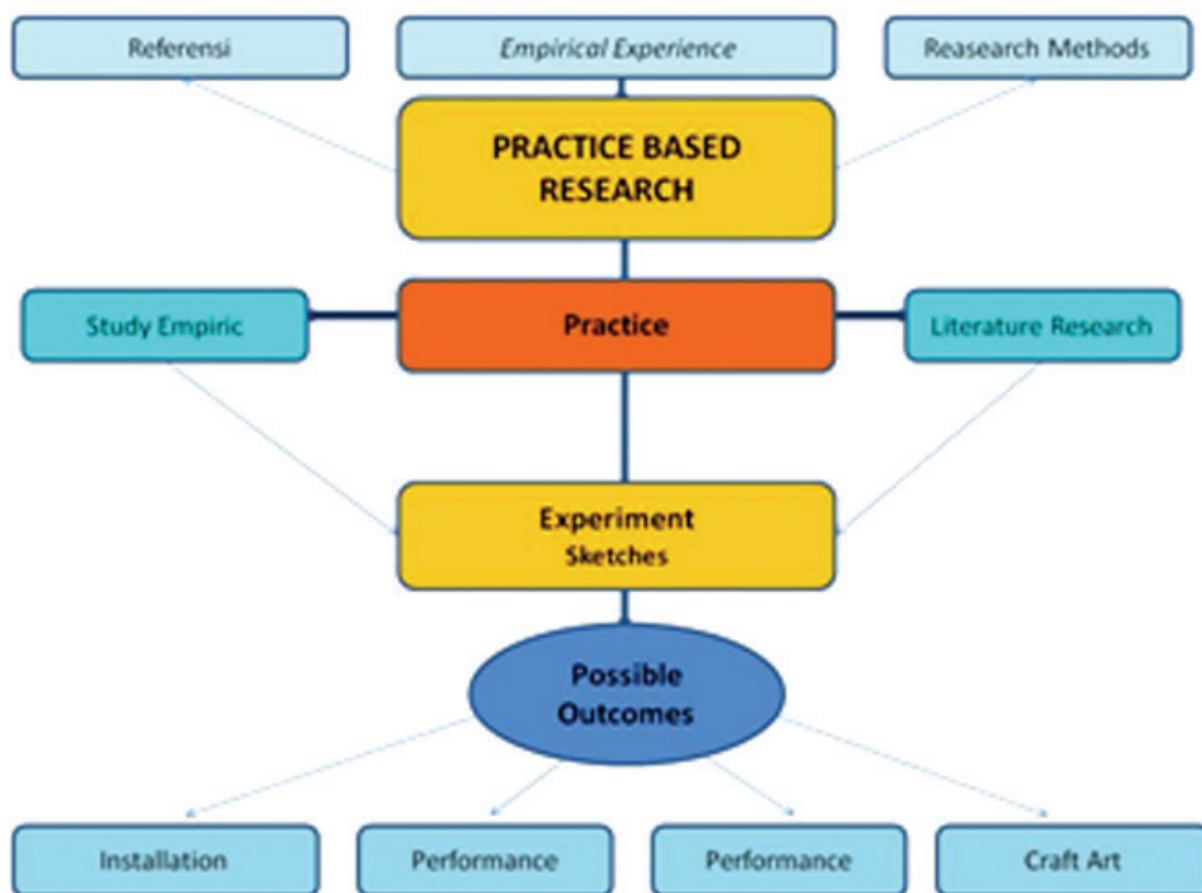 Referensi
Empirical Experience
Reasearch Methods
PRACTICE BASED
RESEARCH
Study Empiric
Practice
Literature Research
Experiment
Sketches
Possible
Outcomes
Installation
Performance
Performance
Craft Art